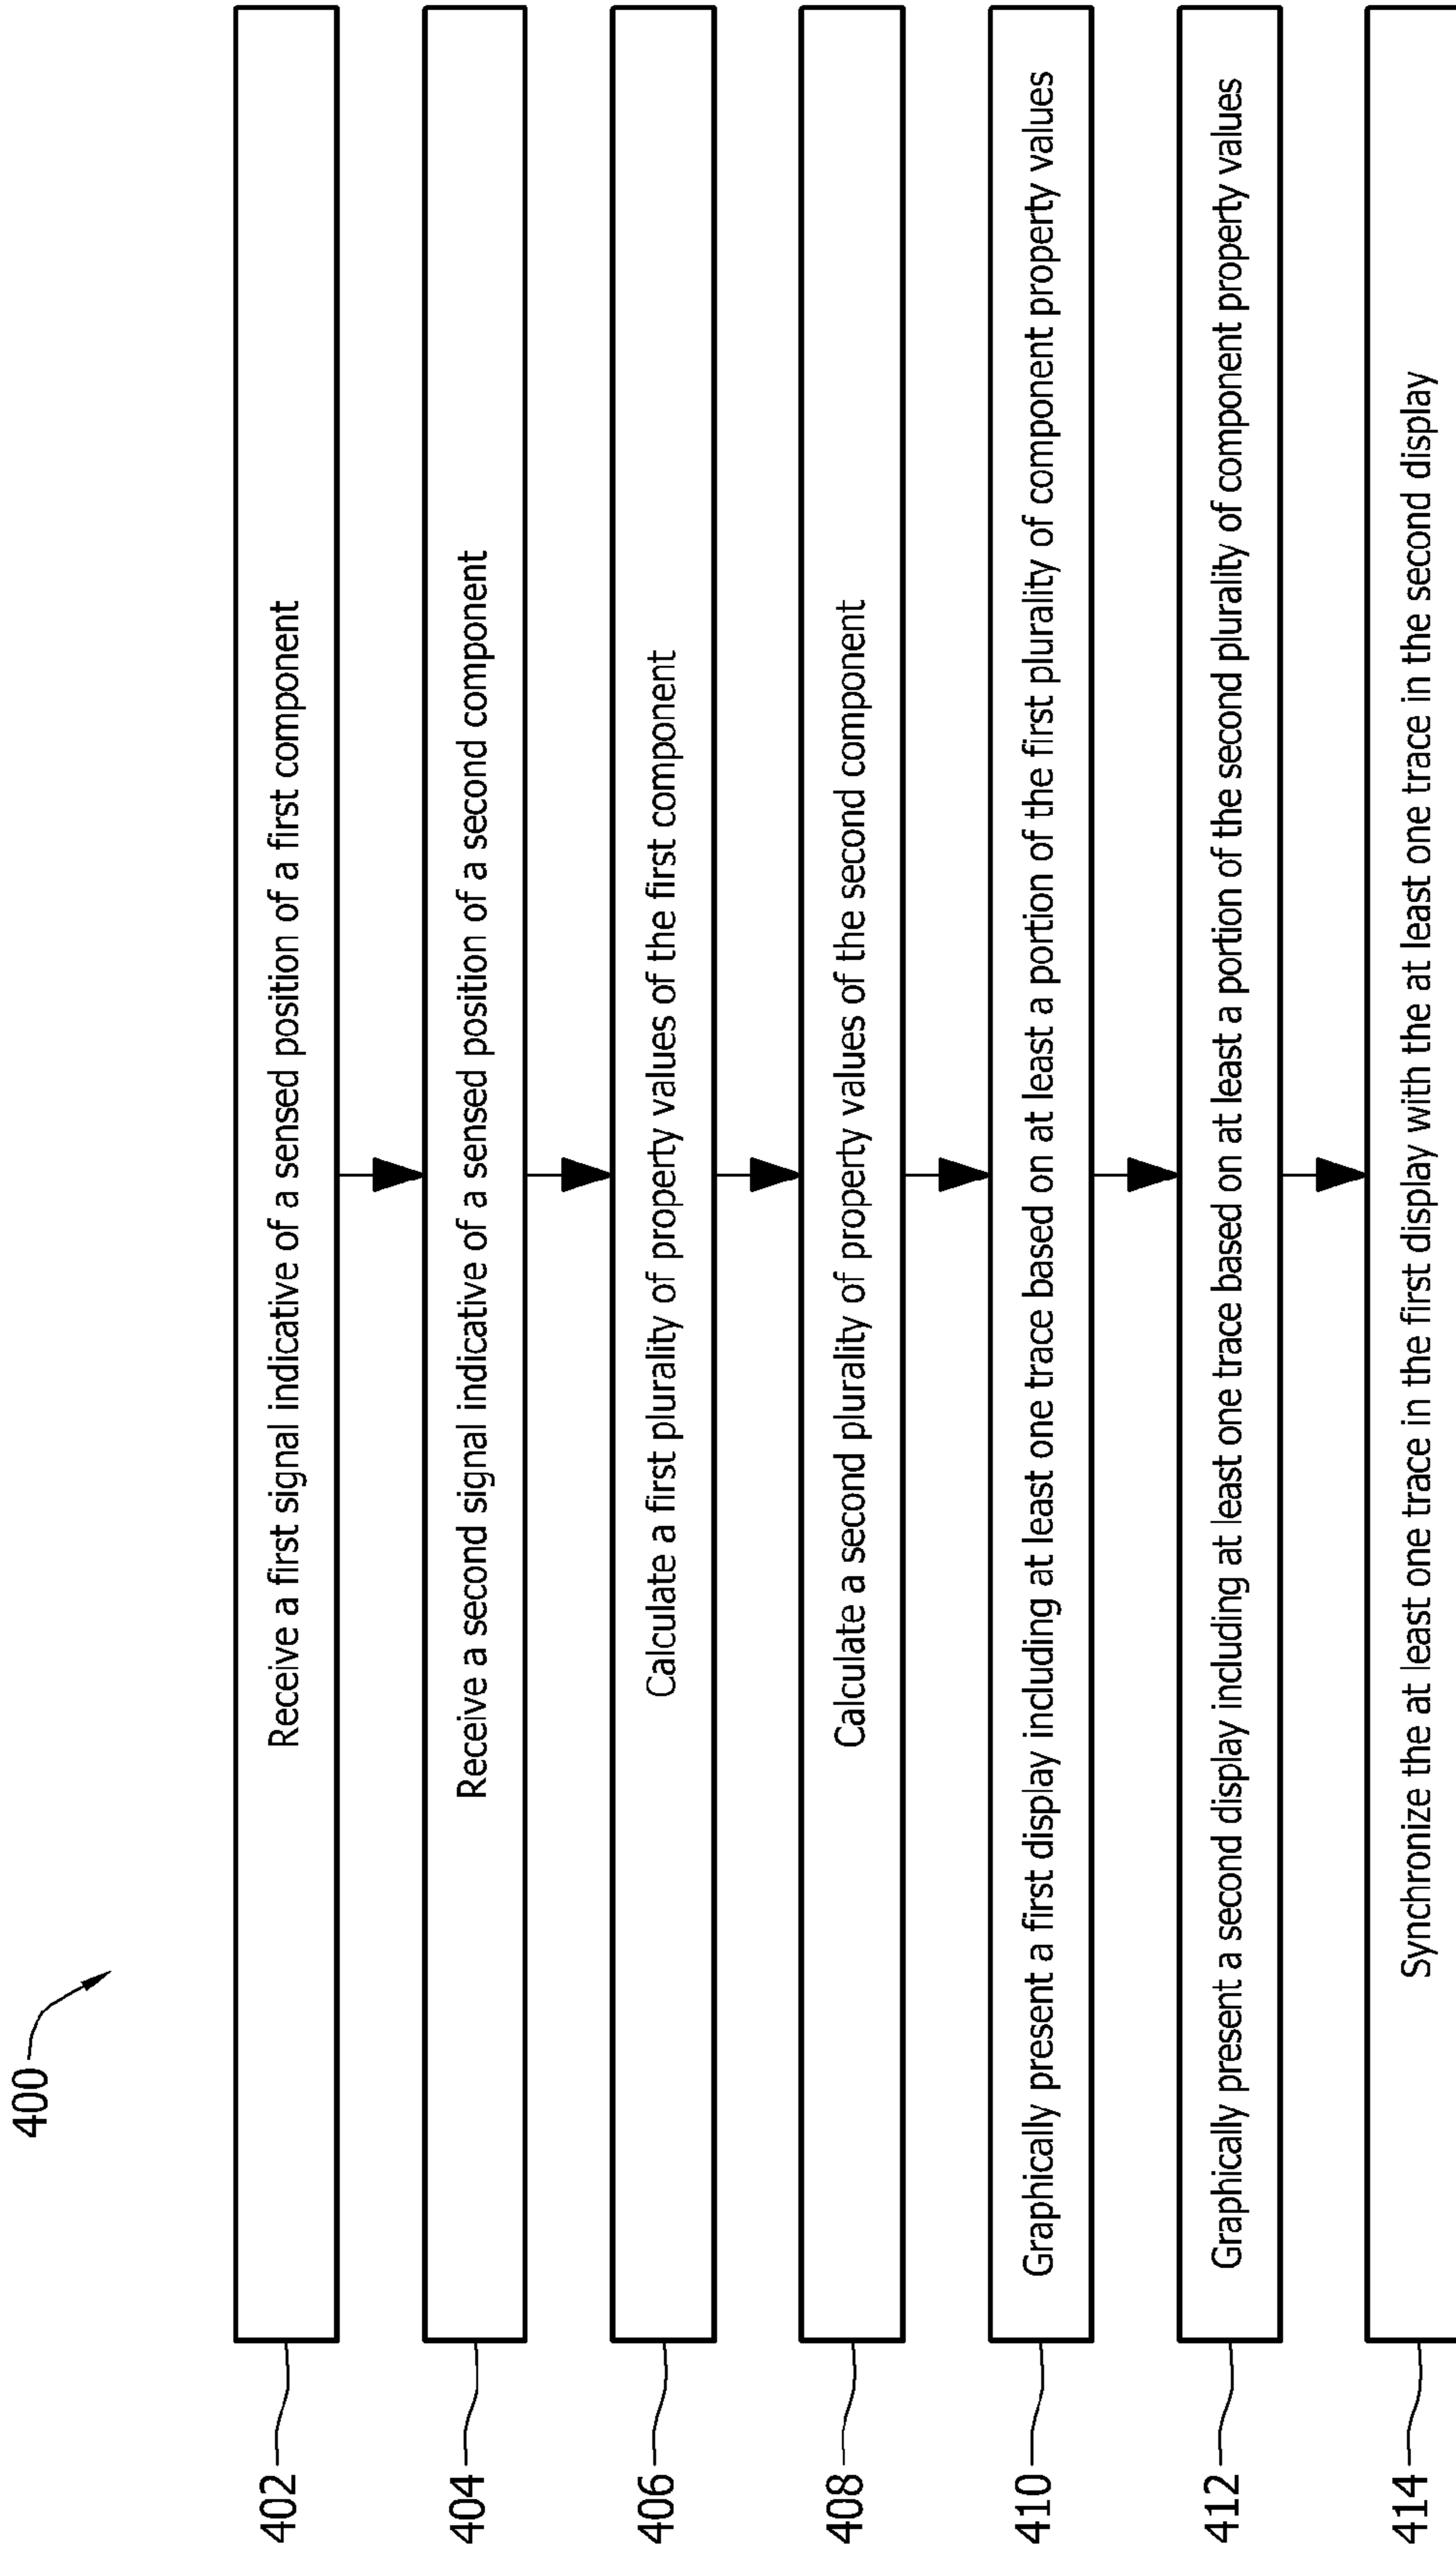 400
402
Receive a first signal indicative of a sensed position of a first component
404
Receive a second signal indicative of a sensed position of a second component
406
Calculate a first plurality of property values of the first component
408
Calculate a second plurality of property values of the second component
410
Graphically present a first display including at least one trace based on at least a portion of the first plurality of component property values
412
Graphically present a second display including at least one trace based on at least a portion of the second plurality of component property values
414
Synchronize the at least one trace in the first display with the at least one trace in the second display